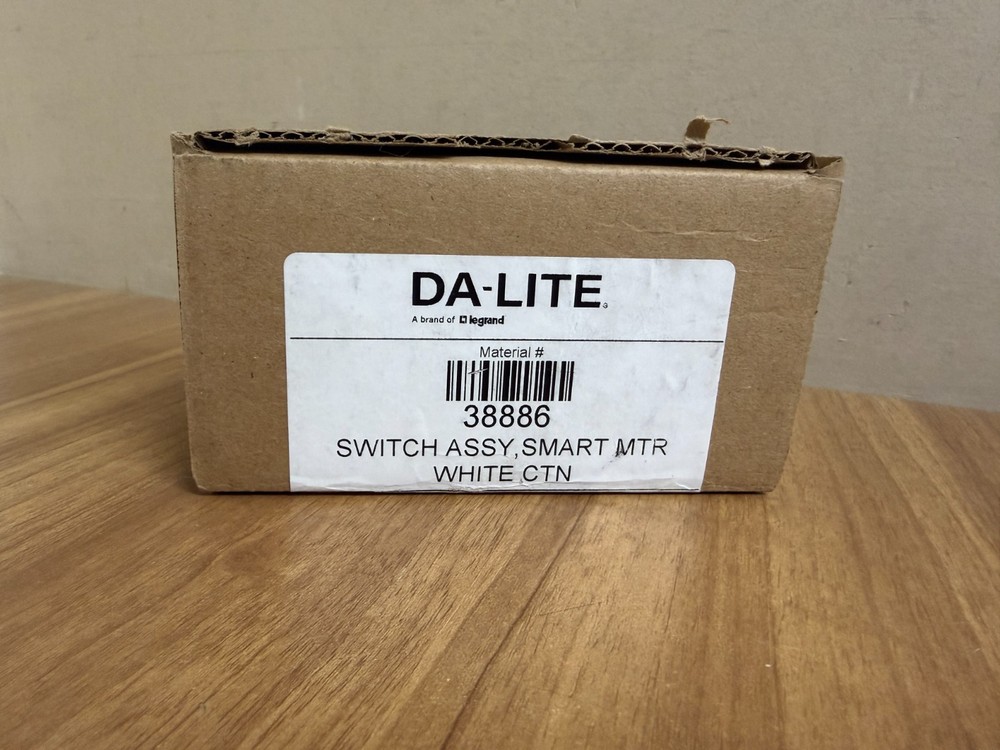 DA-LITE
A brand of legrand
Material #
38886
SWITCH ASSY,SMART MTR
WHITE CTN